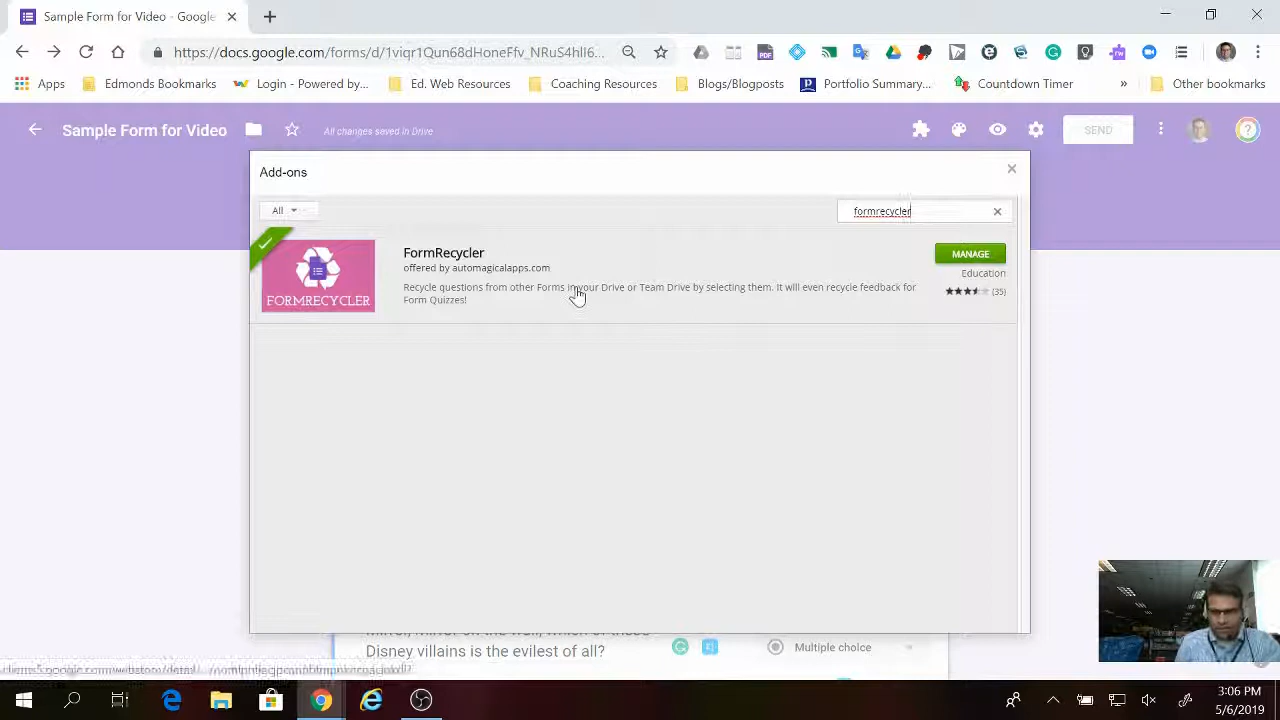 Sample Form for Video - Google
https://docs.google.com/forms/d/1viqr1Qun68dHoneFfv_NRuS4hII6...
Apps
Edmonds Bookmarks
Login - Powered by...
Ed. Web Resources
Coaching Resources
Blogs/Blogposts
Portfolio Summary...
Countdown Timer
»
Other bookmarks
Sample Form for Video
All changes saved in Drive
SEND
Add-ons
All
formrecycler
FormRecycler
MANAGE
offered by automagicalapps.com
Education
Recycle questions from other Forms in your Drive or Team Drive by selecting them. It will even recycle feedback for
(35)
Form Quizzes!
FORMRECYCLER
Disney villains is the evilest of all?
Multiple choice
3:06 PM
5/6/2019